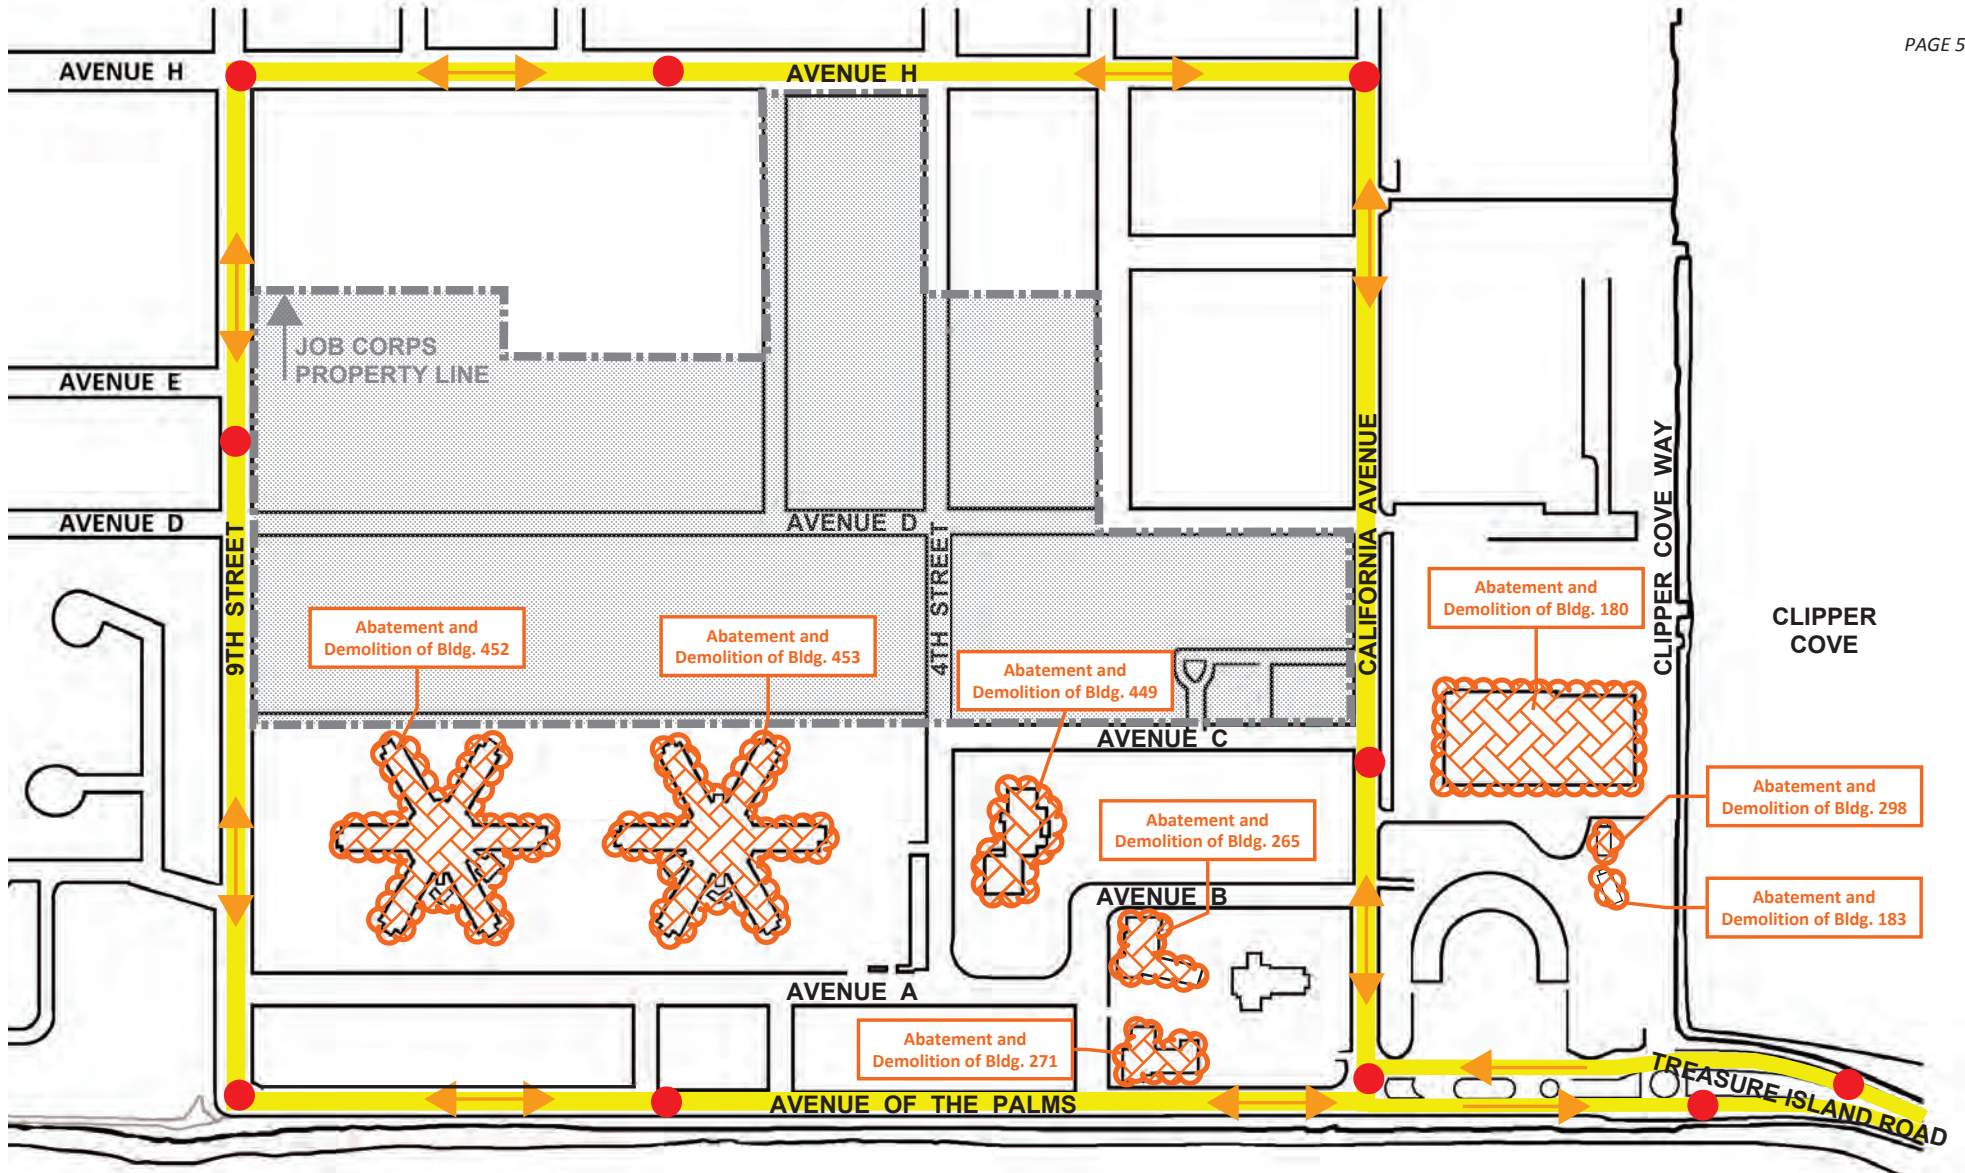 PAGE 5
AVENUE H
AVENUE H
JOB CORPS
PROPERTY LINE
AVENUE E
AVENUE D
AVENUE D
9TH STREET
4TH STREET
CALIFORNIA AVENUE
CLIPPER COVE WAY
CLIPPER
COVE
Abatement and
Demolition of Bldg. 180
Abatement and
Demolition of Bldg. 452
Abatement and
Demolition of Bldg. 453
Abatement and
Demolition of Bldg. 449
AVENUE C
Abatement and
Demolition of Bldg. 298
Abatement and
Demolition of Bldg. 265
AVENUE B
Abatement and
Demolition of Bldg. 183
AVENUE A
Abatement and
Demolition of Bldg. 271
AVENUE OF THE PALMS
TREASURE ISLAND ROAD